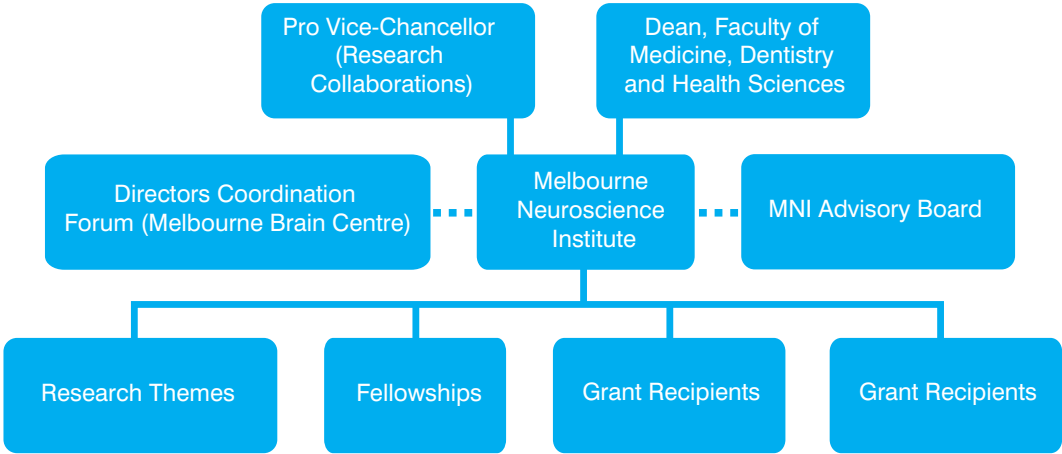 Pro Vice-Chancellor
(Research
Collaborations)
Dean, Faculty of
Medicine, Dentistry
and Health Sciences
Directors Coordination
Forum (Melbourne Brain Centre)
Melbourne
Neuroscience
Institute
MNI Advisory Board
Research Themes
Fellowships
Grant Recipients
Grant Recipients